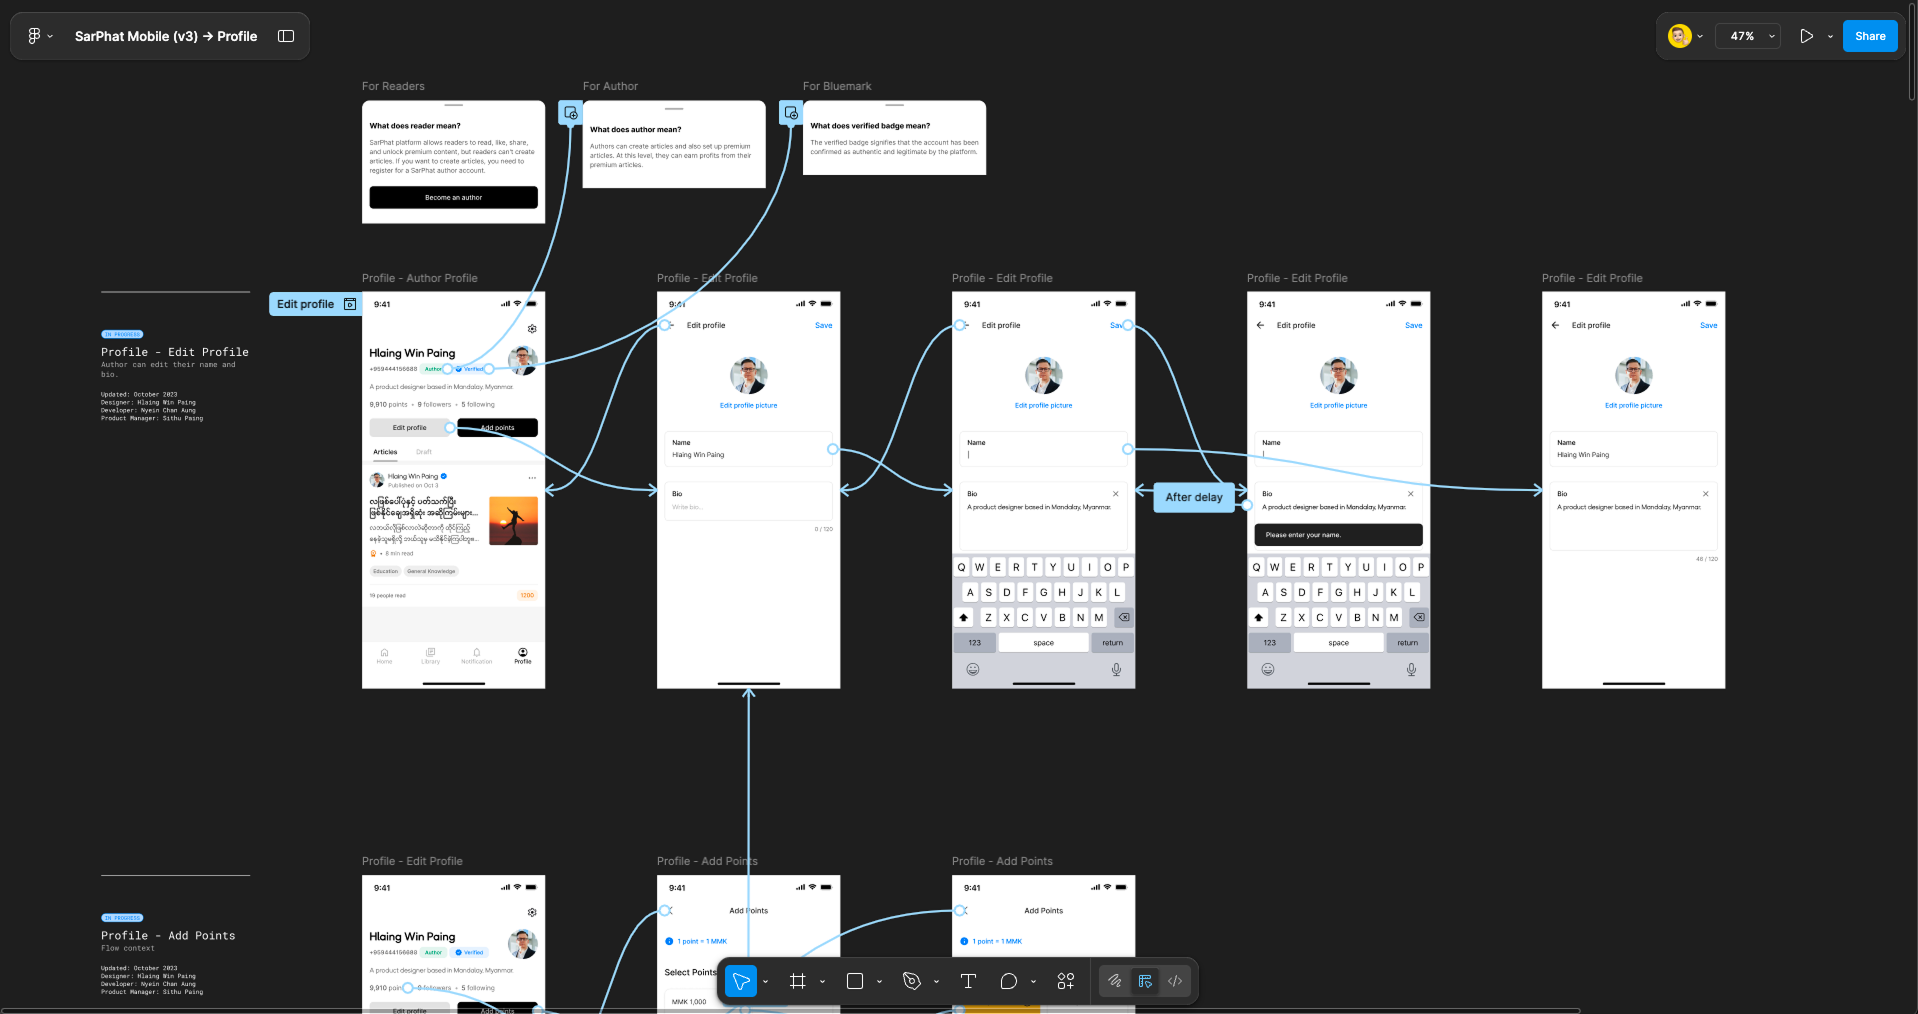 SarPhat Mobile (v3) → Profile
47%
Share
For Readers
What does reader mean?
SarPhat platform allows readers to read, like, share,
and unlock premium content, but readers can't create
articles. If you want to create articles, you need to
register for a SarPhat author account.
Become an author
For Author
What does author mean?
Authors can create articles and also set up premium
articles. At this level, they can earn profits from their
premium articles.
For Bluemark
What does verified badge mean?
The verified badge signifies that the account has been
confirmed as authentic and legitimate by the platform.
IN PROGRESS
Profile - Edit Profile
Author can edit their name and
bio.
Updated: October 2023
Designer: Hlaing Win Paing
Developer: Nyein Chan Aung
Product Manager: Sithu Paing
Edit profile
Profile - Author Profile
9:41
Hlaing Win Paing
+959444156688 Author Verified
A product designer based in Mandalay, Myanmar.
9,910 points • 9 followers • 5 following
Edit profile
Add points
Articles
Draft
Hlaing Win Paing
Published on Oct 3
• 8 min read
Education
General Knowledge
19 people read
120G
Home
Library
Notification
Profile
Profile - Edit Profile
9:41
Edit profile
Save
Edit profile picture
Name
Hlaing Win Paing
Bio
Write bio...
0 / 120
Profile - Edit Profile
9:41
Edit profile
Save
Edit profile picture
Name
Bio
A product designer based in Mandalay, Myanmar.
Q W E R T Y U I O P
A S D F G H J K L
Z X C V B N M
123
space
return
After delay
Profile - Edit Profile
9:41
Edit profile
Save
Edit profile picture
Name
Bio
A product designer based in Mandalay, Myanmar.
Please enter your name.
Q W E R T Y U I O P
A S D F G H J K L
Z X C V B N M
123
space
return
Profile - Edit Profile
9:41
Edit profile
Save
Edit profile picture
Name
Hlaing Win Paing
Bio
A product designer based in Mandalay, Myanmar.
46 / 120
IN PROGRESS
Profile - Add Points
Flow context
Updated: October 2023
Designer: Hlaing Win Paing
Developer: Nyein Chan Aung
Product Manager: Sithu Paing
Profile - Edit Profile
9:41
Hlaing Win Paing
+959444156688 Author Verified
A product designer based in Mandalay, Myanmar.
9,910 points • 9 followers • 5 following
Edit profile
Add points
Profile - Add Points
9:41
Add Points
1 point = 1 MMK
Select Points
MMK 1,000
Profile - Add Points
9:41
Add Points
1 point = 1 MMK